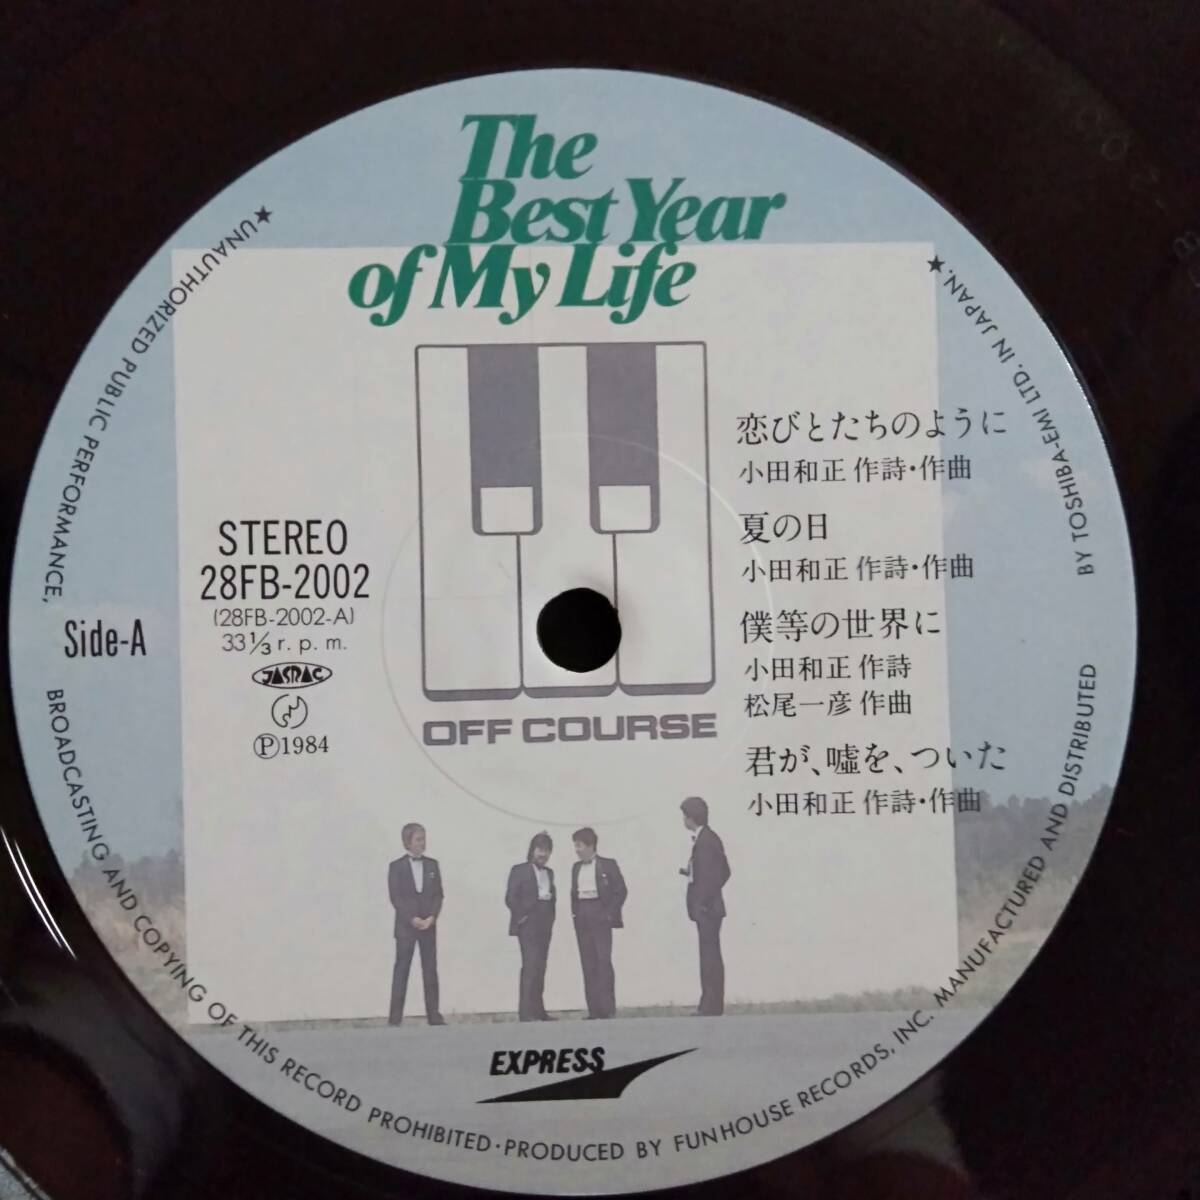 The
Best Year
of My Life
恋びとたちのように
小田和正 作詩・作曲
夏の日
小田和正 作詩・作曲
僕等の世界に
小田和正 作詩
松尾一彦 作曲
君が、嘘を、ついた
小田和正 作詩・作曲
STEREO
28FB-2002
(28FB-2002-A)
33 1/3 r. p. m.
JASRAC
Ⓟ1984
Side-A
OFF COURSE
EXPRESS
★UNAUTHORIZED PUBLIC PERFORMANCE, BROADCASTING AND COPYING OF THIS RECORD PROHIBITED・PRODUCED BY FUN HOUSE RECORDS, INC. MANUFACTURED AND DISTRIBUTED BY TOSHIBA-EMI LTD. IN JAPAN.★